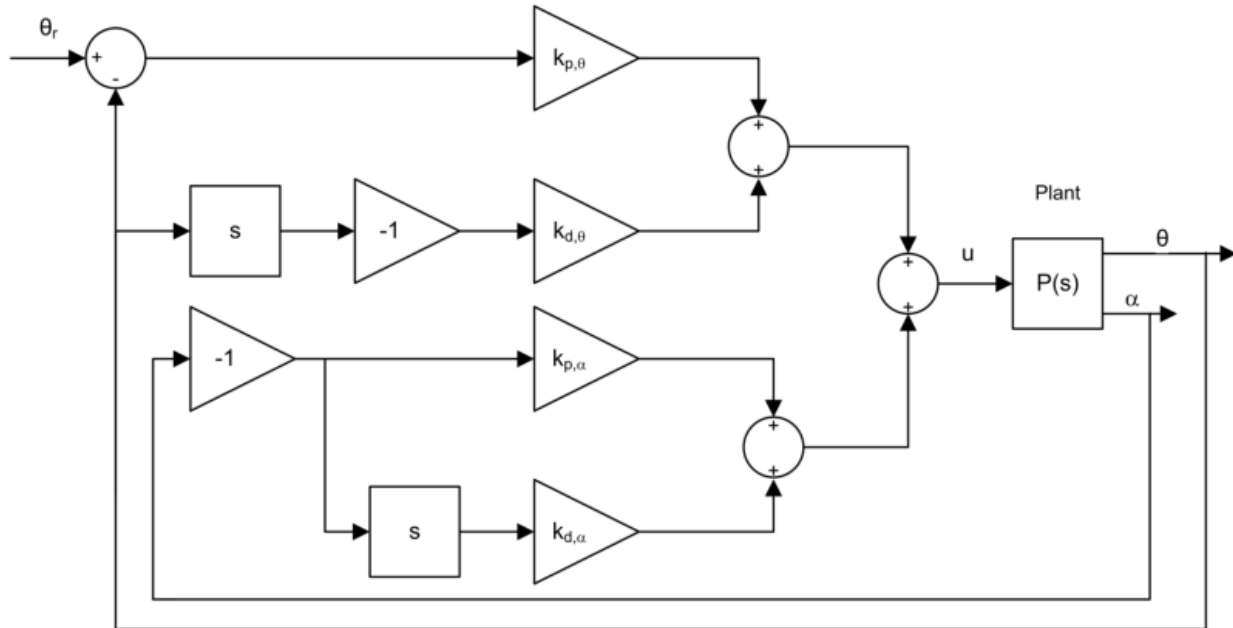 θr
+
-
kp,θ
+
+
s
-1
kd,θ
Plant
+
+
u
P(s)
θ
α
-1
kp,α
+
+
s
kd,α